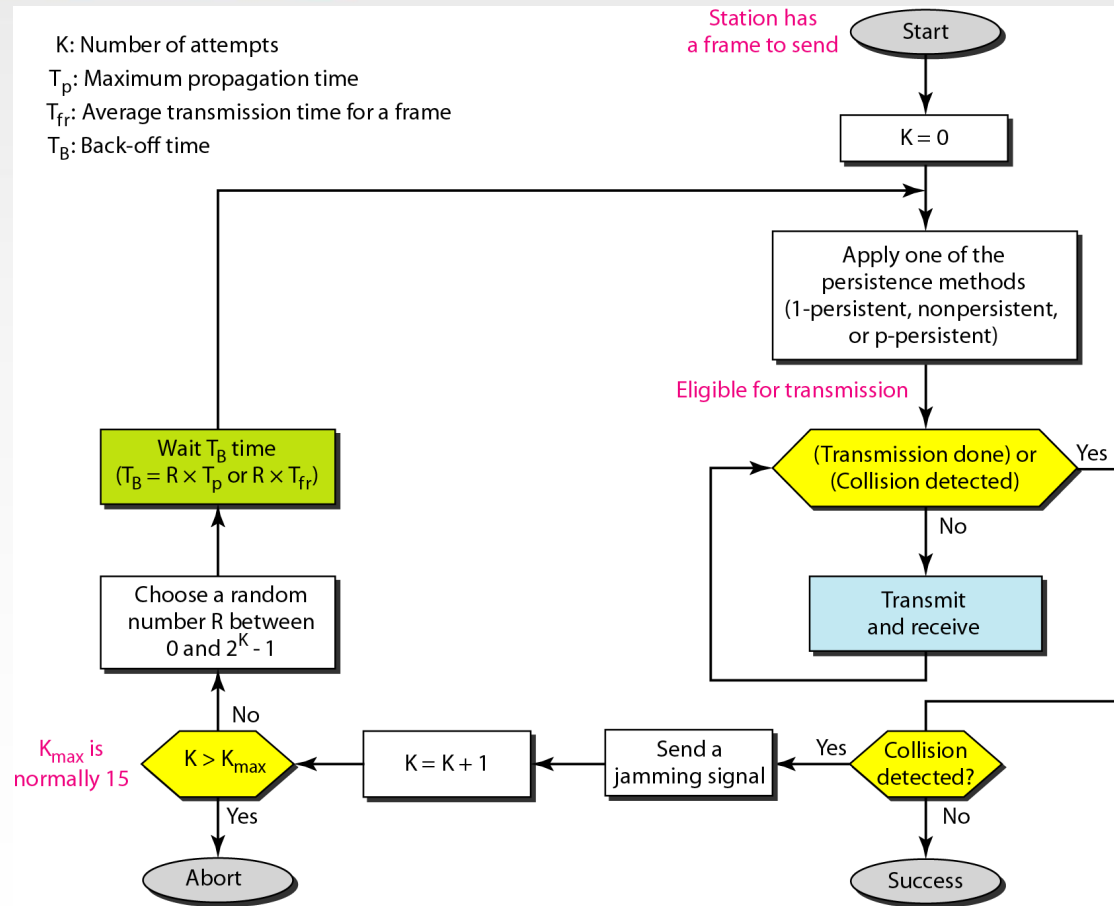 K: Number of attempts
Tp: Maximum propagation time
Tfr: Average transmission time for a frame
TB: Back-off time
Station has
a frame to send
Start
K = 0
Apply one of the
persistence methods
(1-persistent, nonpersistent,
or p-persistent)
Eligible for transmission
(Transmission done) or
(Collision detected)
Yes
No
Transmit
and receive
Wait TB time
(TB = R × Tp or R × Tfr)
Choose a random
number R between
0 and 2^K - 1
No
Kmax is
normally 15
K > Kmax
Yes
Abort
K = K + 1
Send a
jamming signal
Yes
Collision
detected?
No
Success